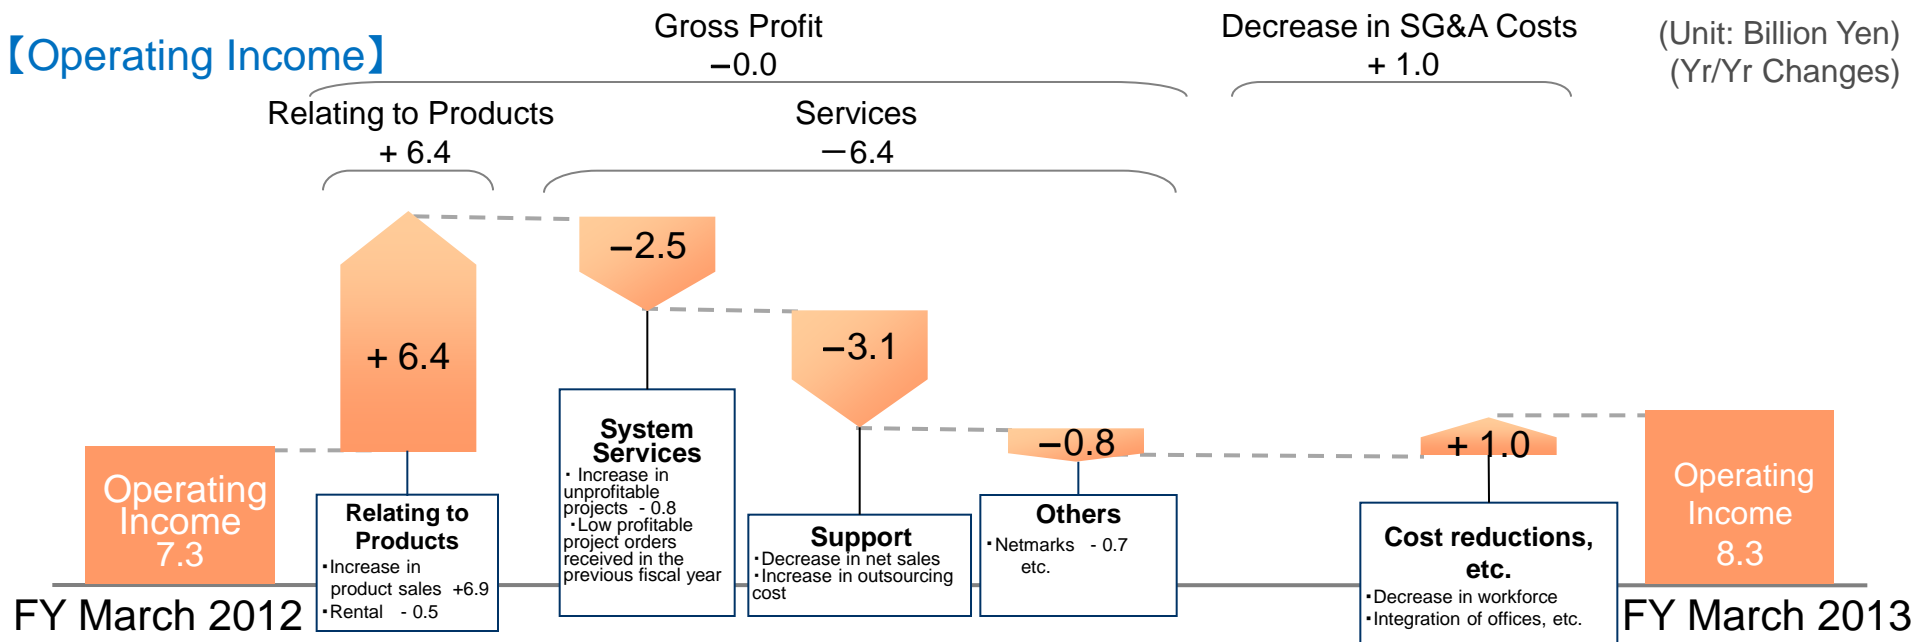 【Operating Income】
Gross Profit
−0.0
Decrease in SG&A Costs
+ 1.0
(Unit: Billion Yen)
(Yr/Yr Changes)
Relating to Products
+ 6.4
Services
−6.4
+ 6.4
−2.5
−3.1
−0.8
+ 1.0
Operating
Income
7.3
Relating to
Products
・Increase in
product sales +6.9
・Rental - 0.5
System
Services
・Increase in
unprofitable
projects - 0.8
・Low profitable
project orders
received in the
previous fiscal year
Support
・Decrease in net sales
・Increase in outsourcing
cost
Others
・Netmarks - 0.7
etc.
Cost reductions,
etc.
・Decrease in workforce
・Integration of offices, etc.
Operating
Income
8.3
FY March 2012
FY March 2013